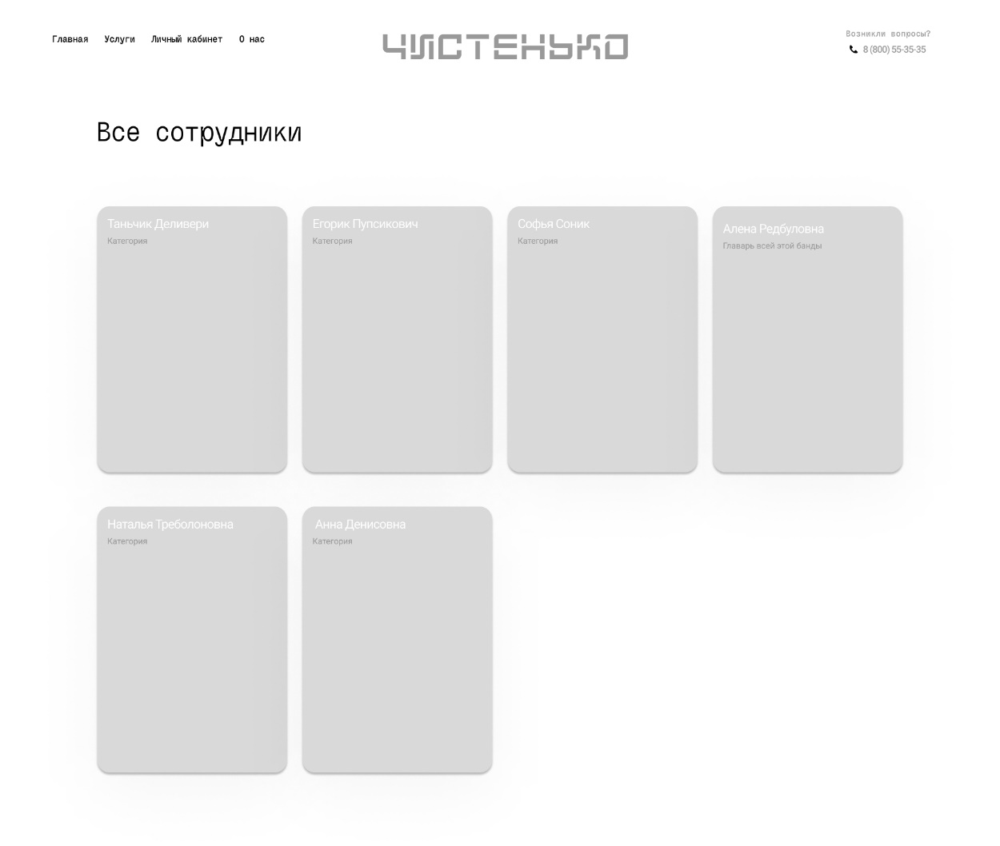 Главная Услуги Личный кабинет О нас
ЧИСТЕНЬКО
Возникли вопросы?
8 (800) 55-35-35
Все сотрудники
Таньчик Деливери
Категория
Егорик Пупсикович
Категория
Софья Соник
Категория
Алена Редбуловна
Главарь всей этой банды
Наталья Треболоновна
Категория
Анна Денисовна
Категория